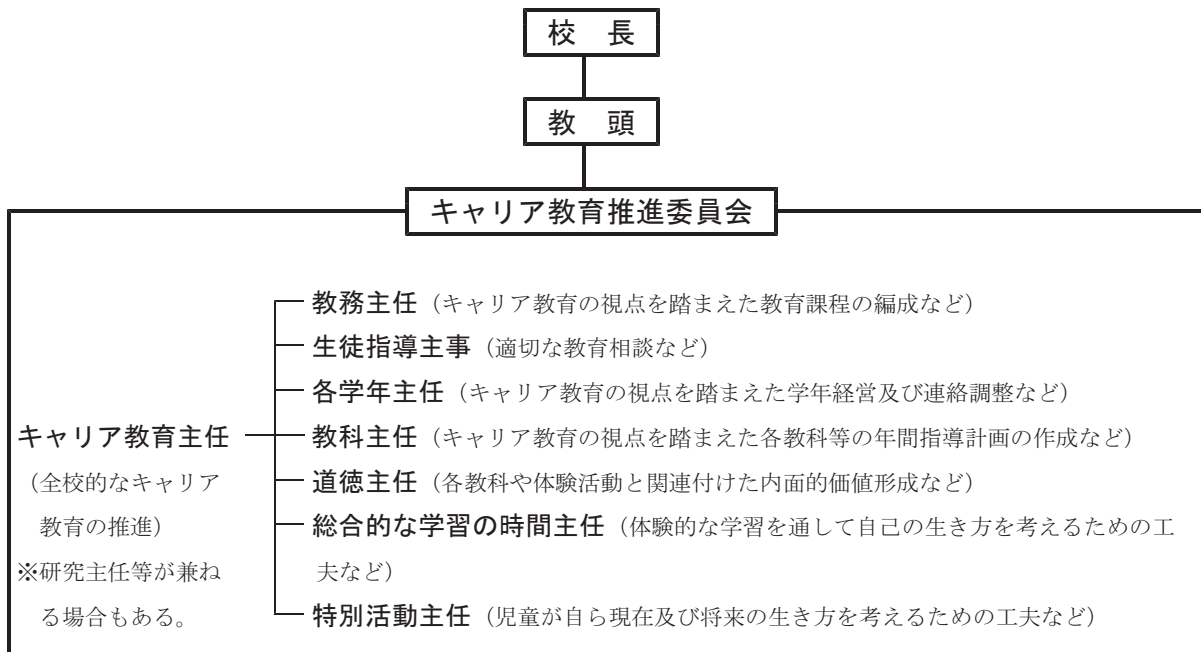 校　長
教　頭
キャリア教育推進委員会
教務主任（キャリア教育の視点を踏まえた教育課程の編成など）
生徒指導主事（適切な教育相談など）
各学年主任（キャリア教育の視点を踏まえた学年経営及び連絡調整など）
キャリア教育主任
教科主任（キャリア教育の視点を踏まえた各教科等の年間指導計画の作成など）
（全校的なキャリア
道徳主任（各教科や体験活動と関連付けた内面的価値形成など）
教育の推進）
総合的な学習の時間主任（体験的な学習を通して自己の生き方を考えるための工
※研究主任等が兼ね
夫など）
る場合もある。
特別活動主任（児童が自ら現在及び将来の生き方を考えるための工夫など）